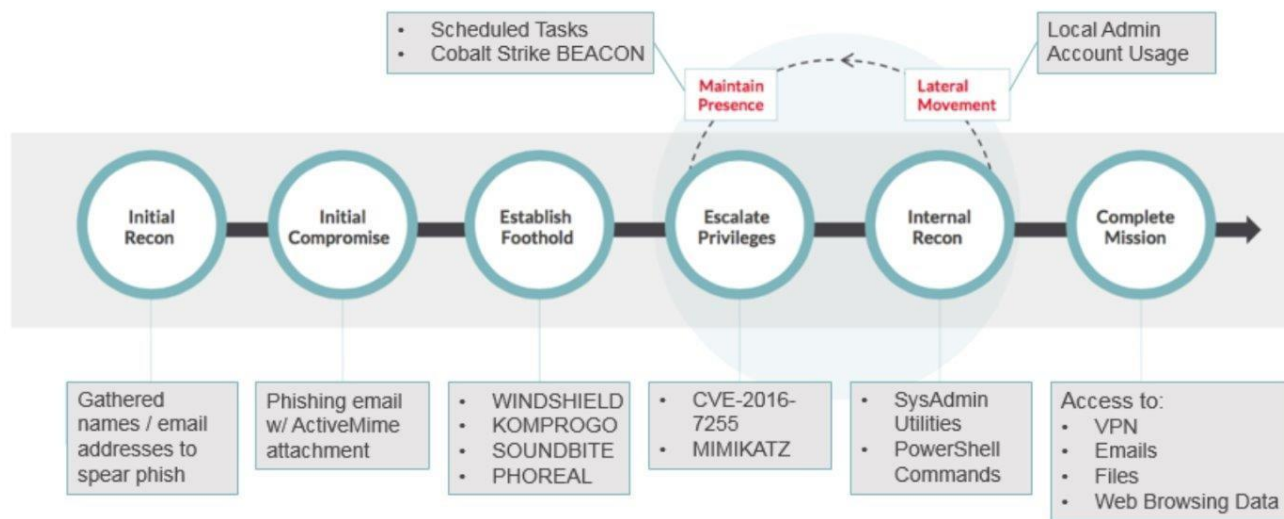 • Scheduled Tasks
• Cobalt Strike BEACON
Local Admin
Account Usage
Maintain
Presence
Lateral
Movement
Initial
Recon
Initial
Compromise
Establish
Foothold
Escalate
Privileges
Internal
Recon
Complete
Mission
Gathered
names / email
addresses to
spear phish
Phishing email
w/ ActiveMime
attachment
• WINDSHIELD
• KOMPROGO
• SOUNDBITE
• PHOREAL
• CVE-2016-
7255
• MIMIKATZ
• SysAdmin
Utilities
• PowerShell
Commands
Access to:
• VPN
• Emails
• Files
• Web Browsing Data